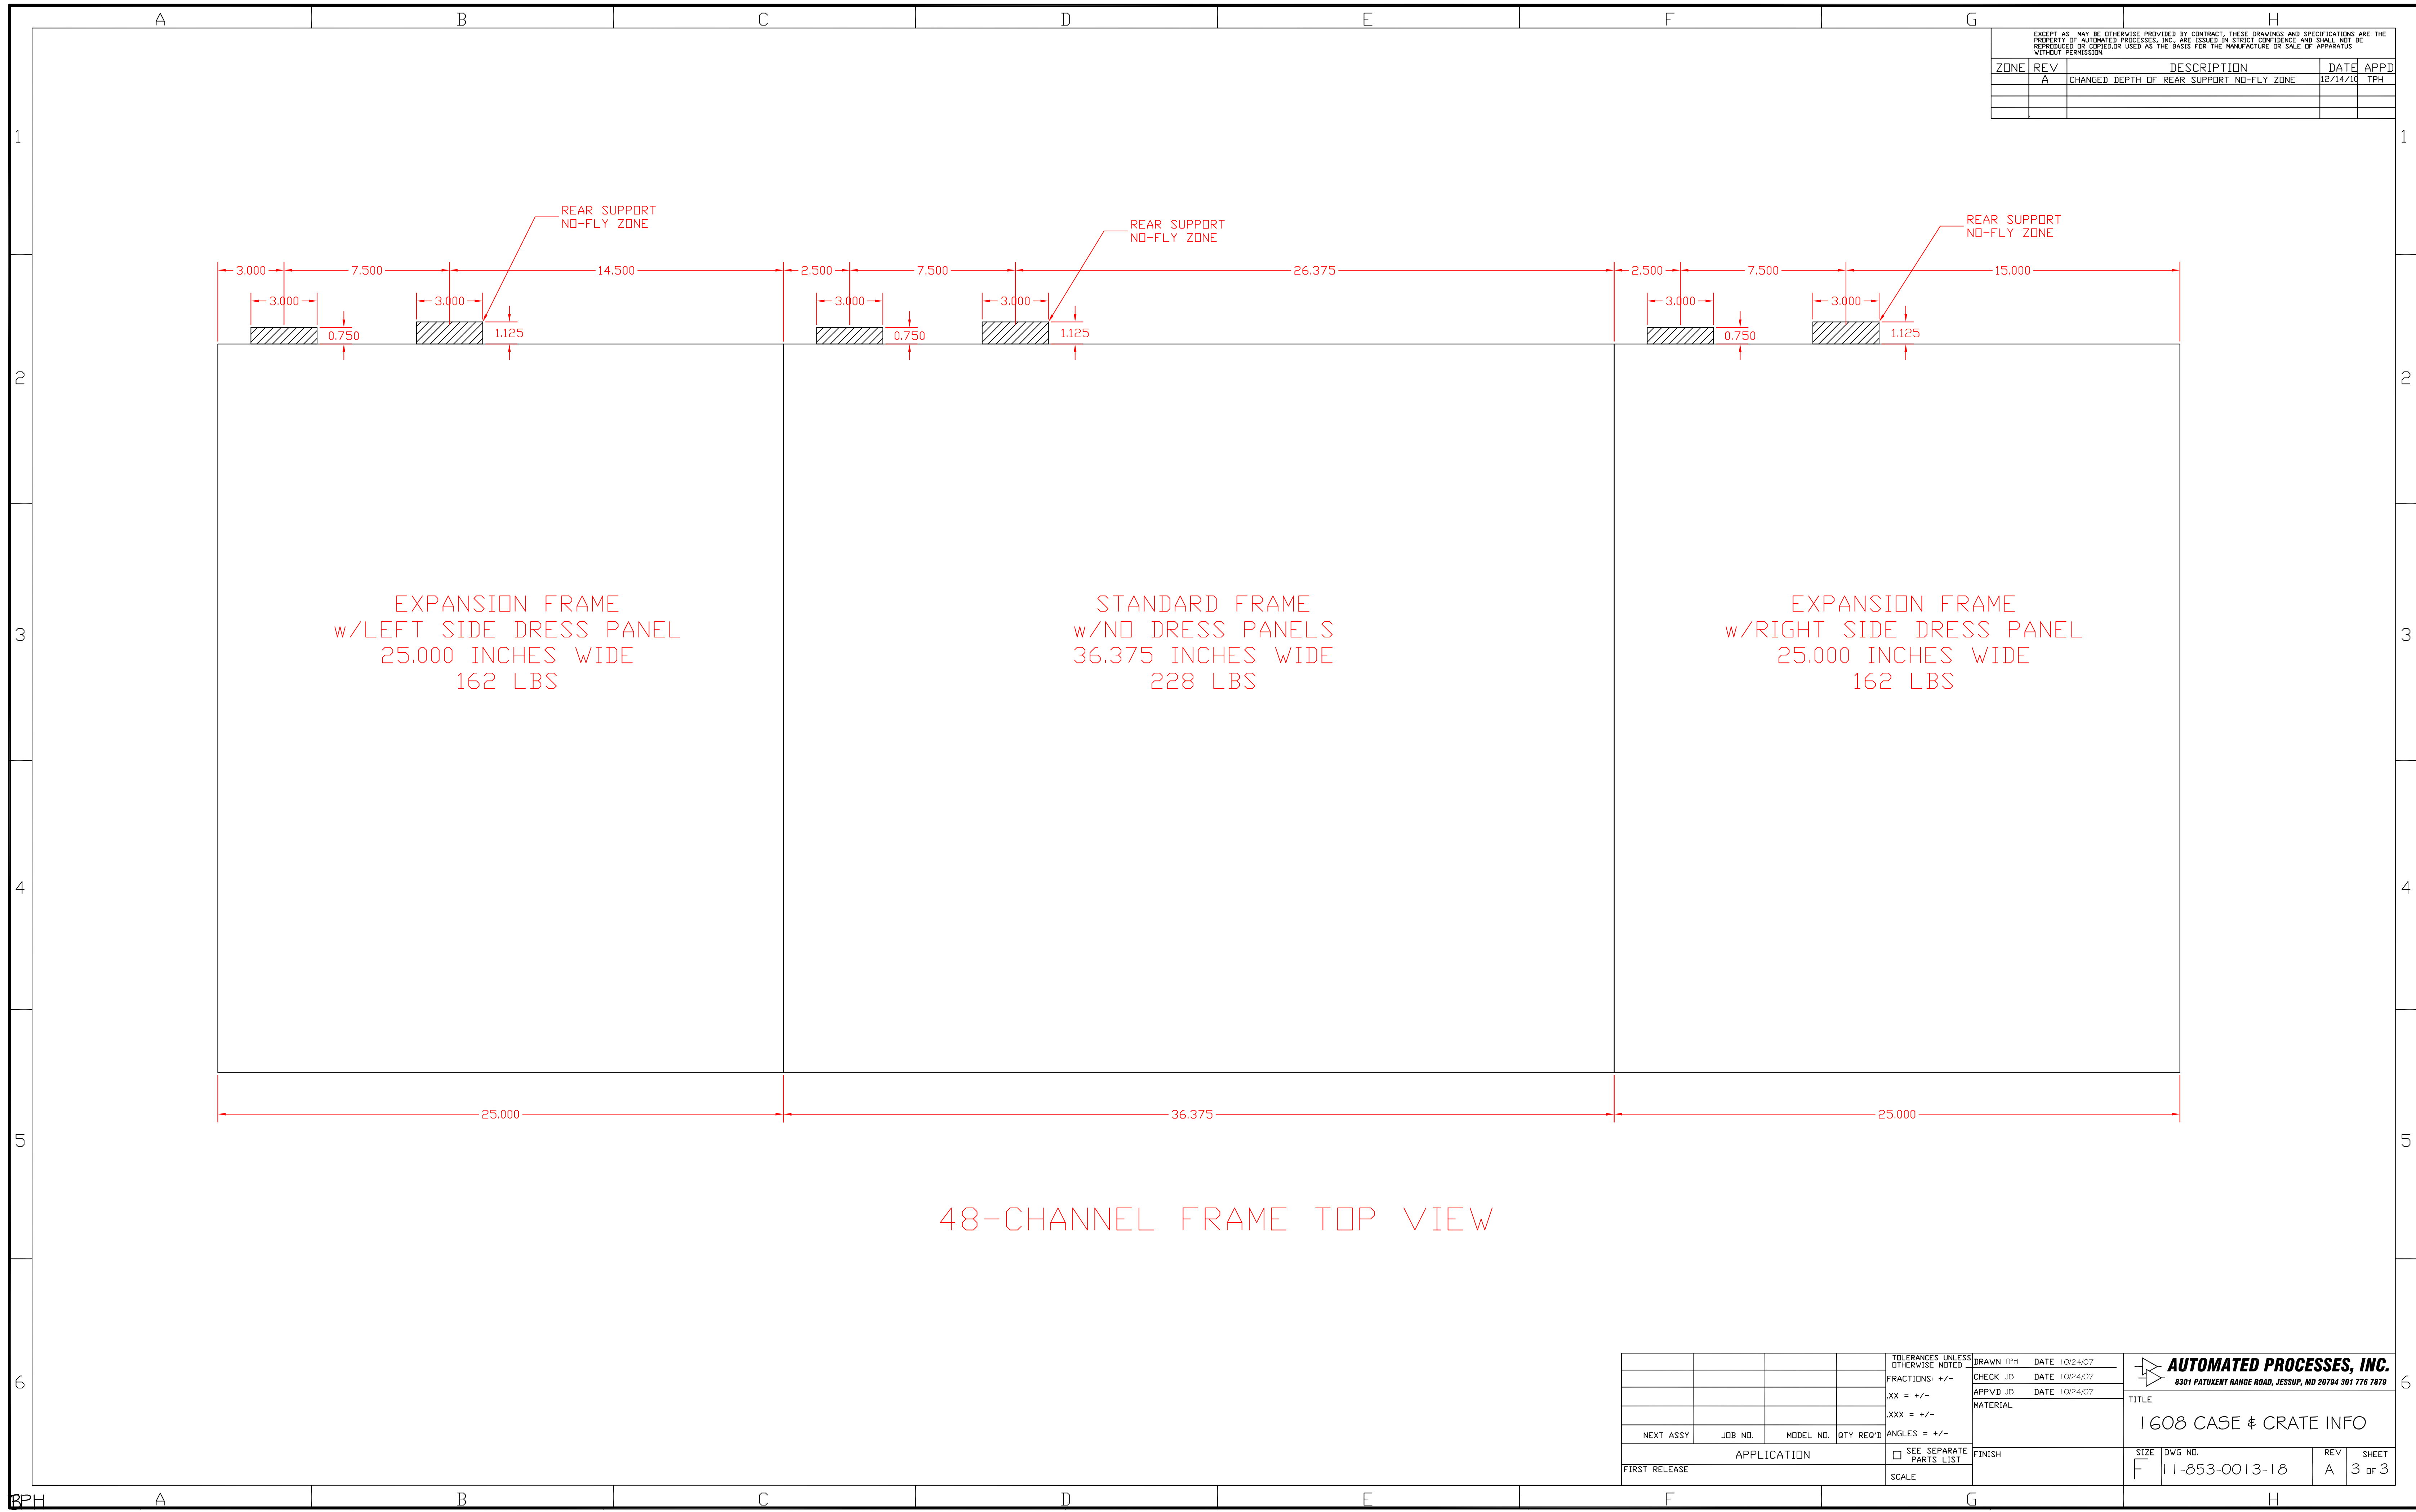 A B C D E F G H
EXCEPT AS MAY BE OTHERWISE PROVIDED BY CONTRACT, THESE DRAWINGS AND SPECIFICATIONS ARE THE
PROPERTY OF AUTOMATED PROCESSES, INC., ARE ISSUED IN STRICT CONFIDENCE AND SHALL NOT BE
REPRODUCED OR COPIED,OR USED AS THE BASIS FOR THE MANUFACTURE OR SALE OF APPARATUS
WITHOUT PERMISSION.
ZONE REV DESCRIPTION DATE APPD
A CHANGED DEPTH OF REAR SUPPORT NO-FLY ZONE 12/14/10 TPH
1 1
REAR SUPPORT
NO-FLY ZONE
REAR SUPPORT
NO-FLY ZONE
REAR SUPPORT
NO-FLY ZONE
3.000 7.500 14.500 2.500 7.500 26.375 2.500 7.500 15.000
3.000 3.000 3.000 3.000 3.000 3.000
0.750 1.125 0.750 1.125 0.750 1.125
2 2
EXPANSION FRAME
w/LEFT SIDE DRESS PANEL
25.000 INCHES WIDE
162 LBS
STANDARD FRAME
w/NO DRESS PANELS
36.375 INCHES WIDE
228 LBS
EXPANSION FRAME
w/RIGHT SIDE DRESS PANEL
25.000 INCHES WIDE
162 LBS
3 3
4 4
25.000 36.375 25.000
5 5
48-CHANNEL FRAME TOP VIEW
6 6
NEXT ASSY JOB NO. MODEL NO. QTY REQ'D
APPLICATION
FIRST RELEASE
TOLERANCES UNLESS
OTHERWISE NOTED
FRACTIONS: +/-
.XX = +/-
.XXX = +/-
ANGLES = +/-
SEE SEPARATE
PARTS LIST
SCALE
DRAWN TPH DATE 10/24/07
CHECK JB DATE 10/24/07
APPVD JB DATE 10/24/07
MATERIAL
FINISH
AUTOMATED PROCESSES, INC.
8301 PATUXENT RANGE ROAD, JESSUP, MD 20794 301 776 7879
TITLE
1608 CASE & CRATE INFO
SIZE DWG NO. REV SHEET
F 11-853-0013-18 A 3 OF 3
A B C D E F G H